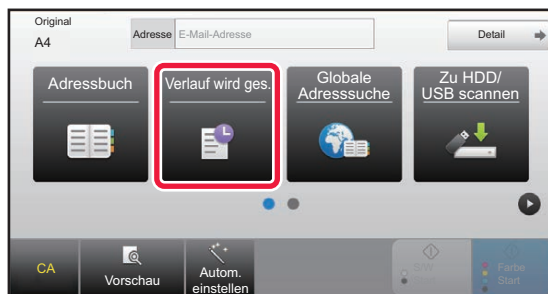 Original
A4
Adresse
E-Mail-Adresse
Detail
Adressbuch
Verlauf wird ges.
Globale
Adresssuche
Zu HDD/
USB scannen
CA
Vorschau
Autom.
einstellen
S/W
Start
Farbe
Start